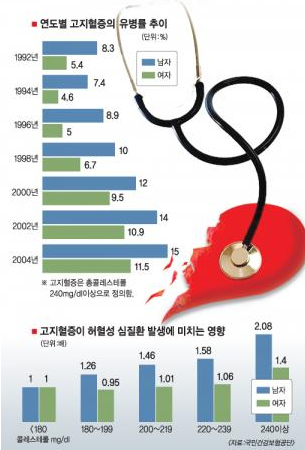 ■ 연도별 고지혈증의 유병률 추이
(단위:%)
남자
여자
1992년 8.3 5.4
1994년 7.4 4.6
1996년 8.9 5
1998년 10 6.7
2000년 12 9.5
2002년 14 10.9
2004년 15 11.5
※ 고지혈증은 총콜레스테롤
240mg/dl이상으로 정의됨.
■ 고지혈증이 허혈성 심질환 발생에 미치는 영향
(단위:배)
1 1 1.26 0.95 1.46 1.01 1.58 1.06 2.08 1.4
남자
여자
<180 180~199 200~219 220~239 240이상
콜레스테롤 mg/dl
(자료:국민건강보험공단)